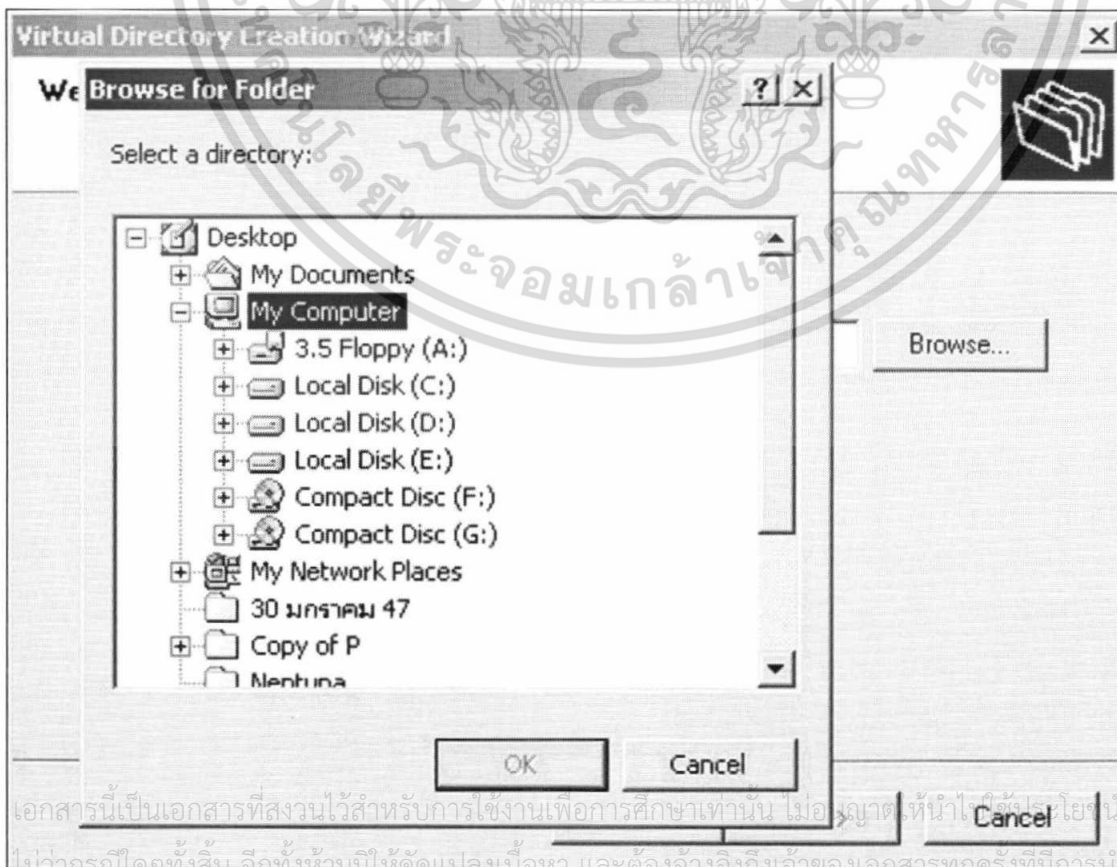 Virtual Directory Creation Wizard
We
Browse for Folder
Select a directory:
Desktop
My Documents
My Computer
3.5 Floppy (A:)
Local Disk (C:)
Local Disk (D:)
Local Disk (E:)
Compact Disc (F:)
Compact Disc (G:)
My Network Places
30 มกราคม 47
Copy of P
Neptuna
Browse...
OK
Cancel
Cancel
พระจอมเกล้าเจ้าคุณทหารลา
เอกสารนี้เป็นเอกสารที่สงวนไว้สำหรับการใช้งานเพื่อการศึกษาเท่านั้น ไม่อนุญาตให้นำไปใช้ประโยชน์
ไม่ว่ากรณีใดๆทั้งสิ้น อีกทั้งห้ามมิให้ดัดแปลงเนื้อหา และต้องอ้างอิงถึงเจ้าของเอกสารทุกครั้งที่มีการ